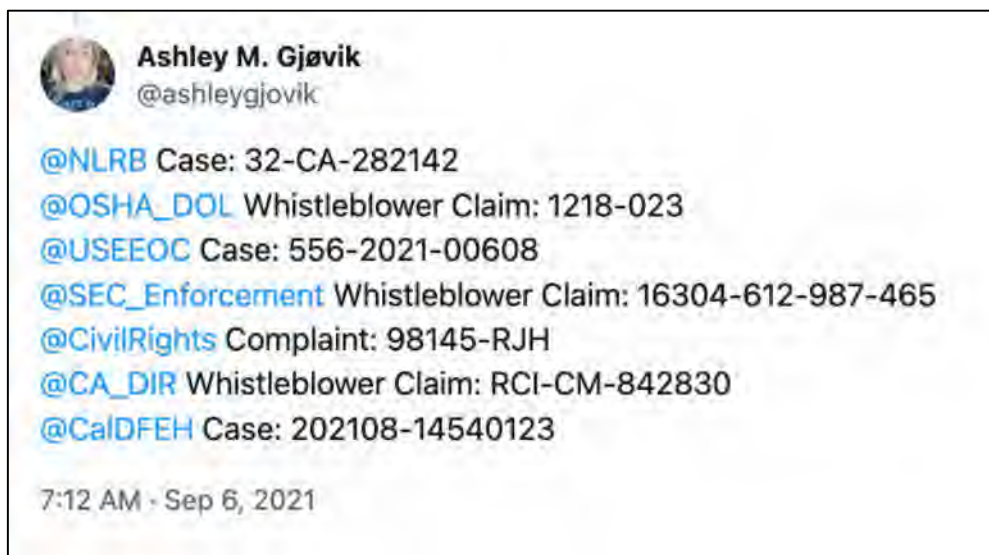 Ashley M. Gjøvik
@ashleygjovik
@NLRB Case: 32-CA-282142
@OSHA_DOL Whistleblower Claim: 1218-023
@USEEOC Case: 556-2021-00608
@SEC_Enforcement Whistleblower Claim: 16304-612-987-465
@CivilRights Complaint: 98145-RJH
@CA_DIR Whistleblower Claim: RCI-CM-842830
@CalDFEH Case: 202108-14540123
7:12 AM · Sep 6, 2021